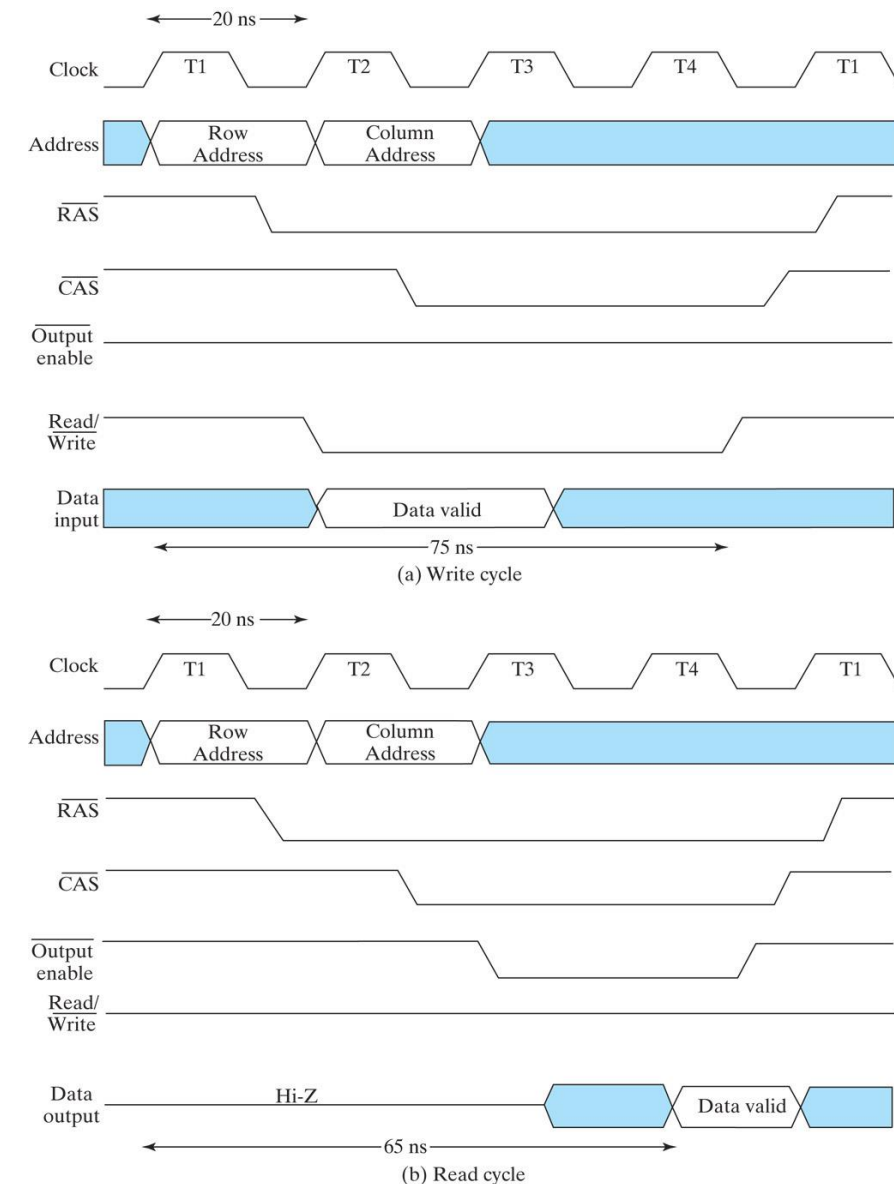 20 ns
Clock
T1
T2
T3
T4
T1
Address
Row
Address
Column
Address
RAS
CAS
Output
enable
Read/
Write
Data
input
Data valid
75 ns
(a) Write cycle
20 ns
Clock
T1
T2
T3
T4
T1
Address
Row
Address
Column
Address
RAS
CAS
Output
enable
Read/
Write
Data
output
Hi-Z
Data valid
65 ns
(b) Read cycle